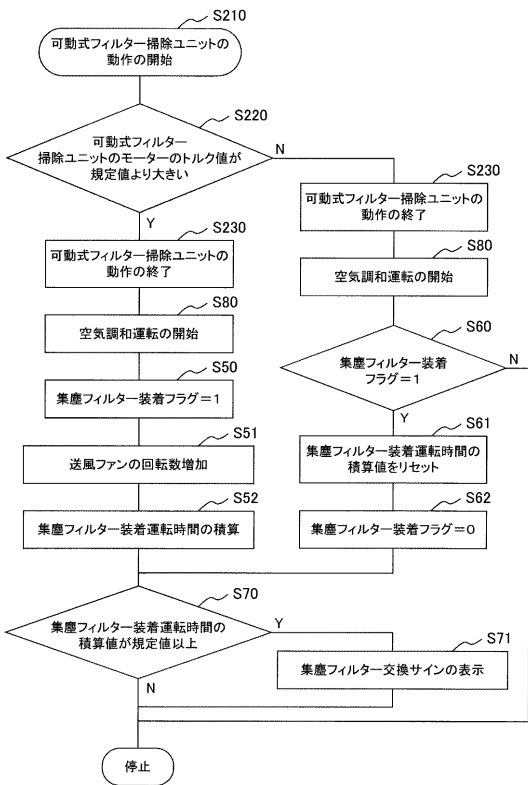 S210
可動式フィルター掃除ユニットの
動作の開始
S220
可動式フィルター
掃除ユニットのモーターのトルク値が
規定値より大きい
N
Y
S230
可動式フィルター掃除ユニットの
動作の終了
S230
可動式フィルター掃除ユニットの
動作の終了
S80
空気調和運転の開始
S80
空気調和運転の開始
S50
集塵フィルター装着フラグ=1
S60
集塵フィルター装着
フラグ=1
N
Y
S51
送風ファンの回転数増加
S61
集塵フィルター装着運転時間の
積算値をリセット
S52
集塵フィルター装着運転時間の積算
S62
集塵フィルター装着フラグ=0
S70
集塵フィルター装着運転時間の
積算値が規定値以上
Y
N
S71
集塵フィルター交換サインの表示
停止